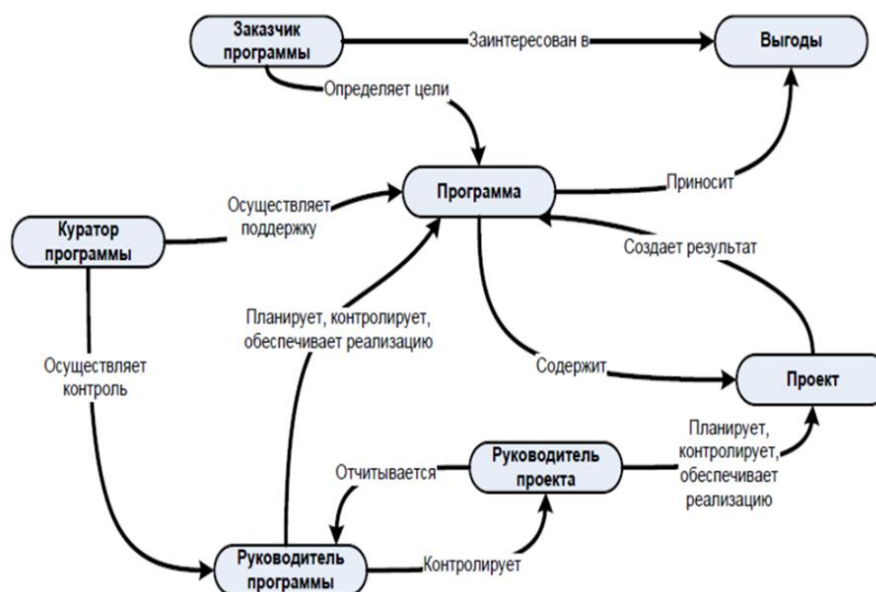 Заказчик
программы
Заинтересован в
Выгоды
Определяет цели
Программа
Приносит
Осуществляет
поддержку
Куратор
программы
Создает результат
Планирует, контролирует,
обеспечивает реализацию
Осуществляет
контроль
Содержит
Проект
Планирует,
контролирует,
обеспечивает
реализацию
Руководитель
проекта
Отчитывается
Руководитель
программы
Контролирует